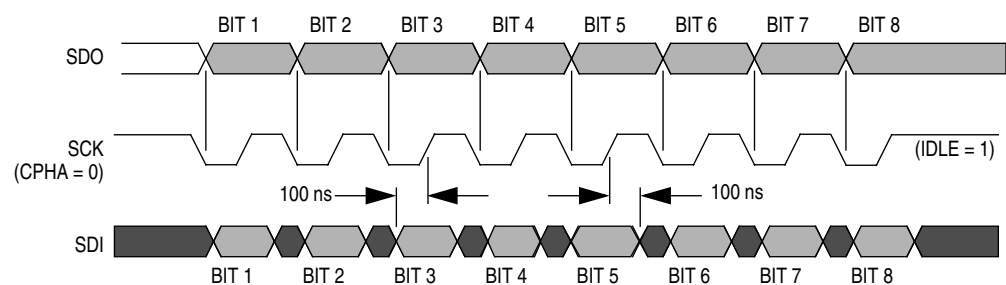 BIT 1 BIT 2 BIT 3 BIT 4 BIT 5 BIT 6 BIT 7 BIT 8
SDO
SCK
(CPHA = 0)
(IDLE = 1)
100 ns
100 ns
SDI
BIT 1 BIT 2 BIT 3 BIT 4 BIT 5 BIT 6 BIT 7 BIT 8